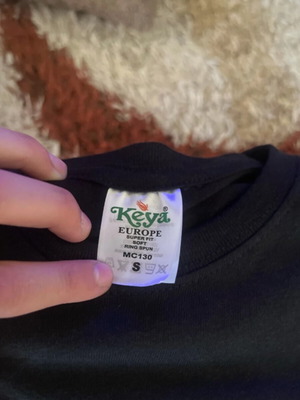 Keya®
EUROPE
SUPER FIT
SOFT
RING SPUN
MC130
S